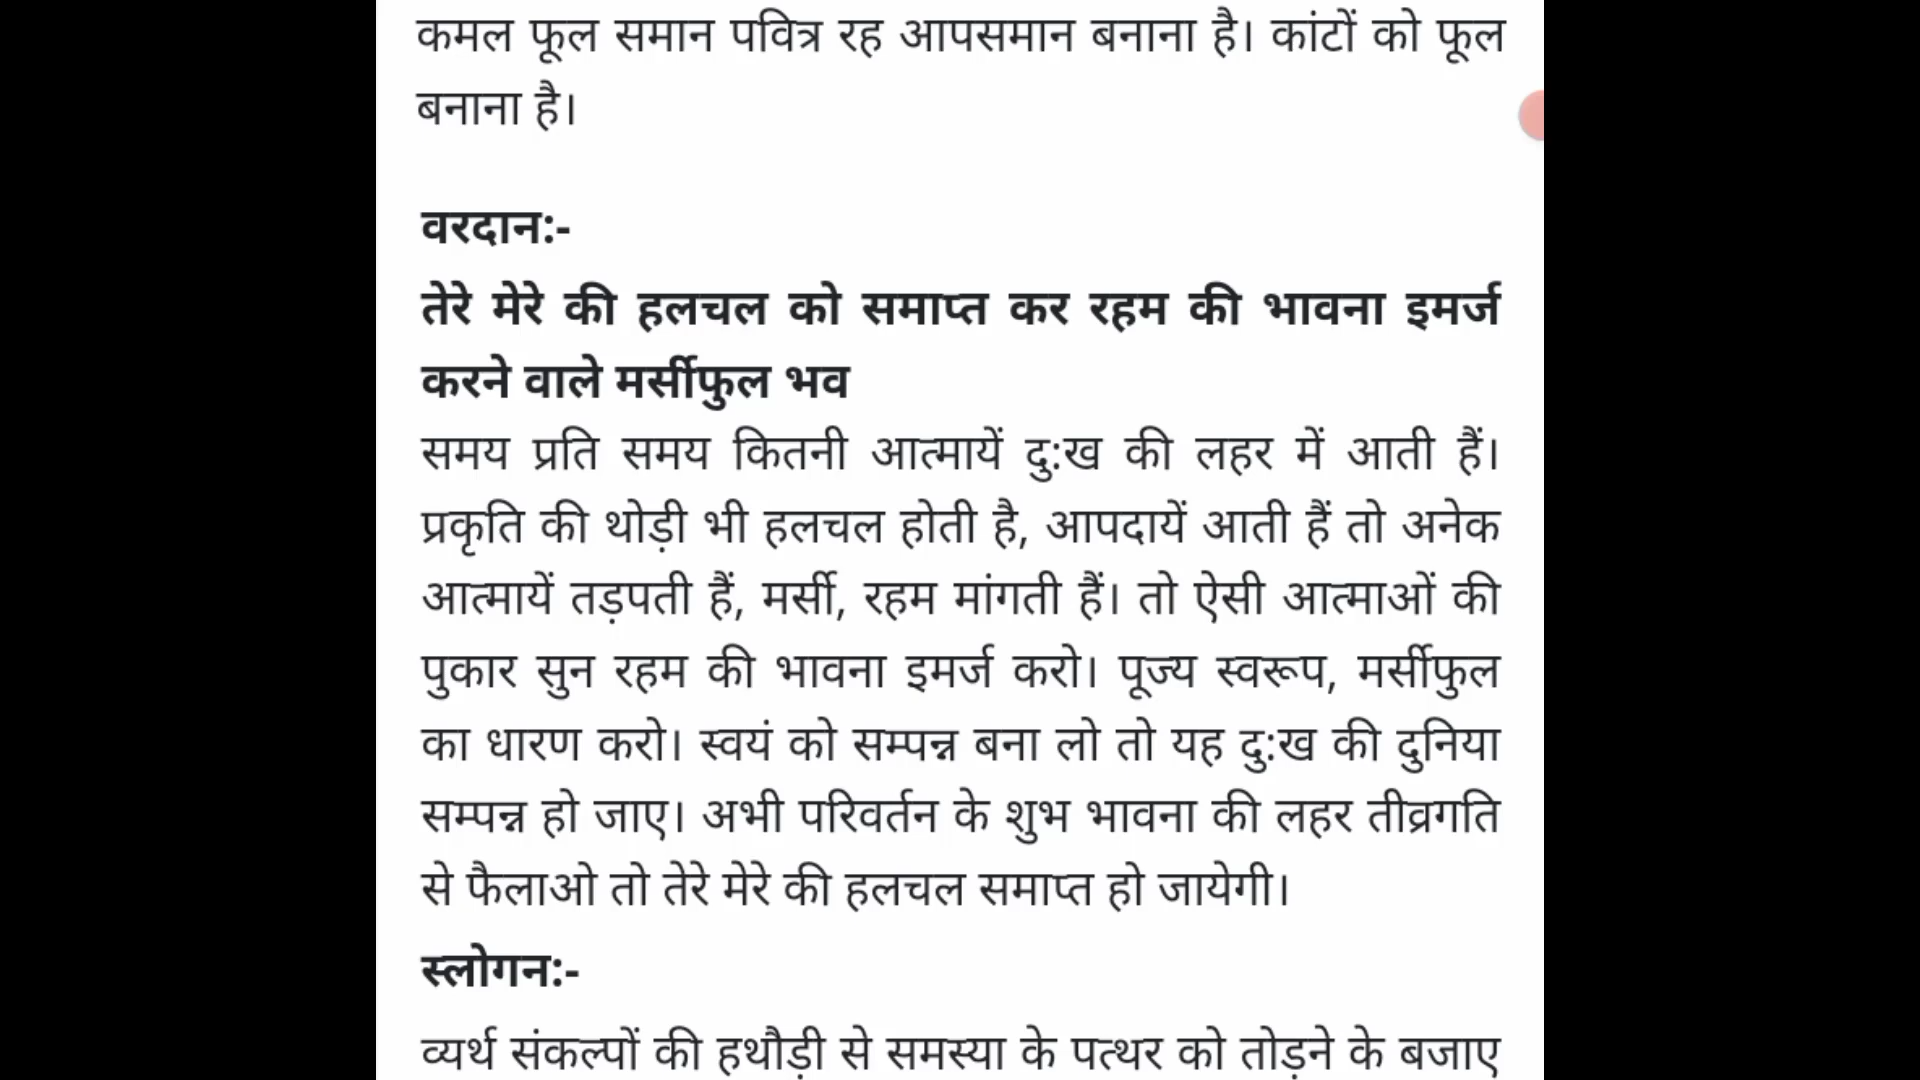 कमल फूल समान पवित्र रह आपसमान बनाना है। कांटों को फूल
बनाना है।
वरदान:-
तेरे मेरे की हलचल को समाप्त कर रहम की भावना इमर्ज
करने वाले मर्सीफुल भव
समय प्रति समय कितनी आत्मायें दु:ख की लहर में आती हैं।
प्रकृति की थोड़ी भी हलचल होती है, आपदायें आती हैं तो अनेक
आत्मायें तड़पती हैं, मर्सी, रहम मांगती हैं। तो ऐसी आत्माओं की
पुकार सुन रहम की भावना इमर्ज करो। पूज्य स्वरूप, मर्सीफुल
का धारण करो। स्वयं को सम्पन्न बना लो तो यह दु:ख की दुनिया
सम्पन्न हो जाए। अभी परिवर्तन के शुभ भावना की लहर तीव्रगति
से फैलाओ तो तेरे मेरे की हलचल समाप्त हो जायेगी।
स्लोगन:-
व्यर्थ संकल्पों की हथौड़ी से समस्या के पत्थर को तोड़ने के बजाए